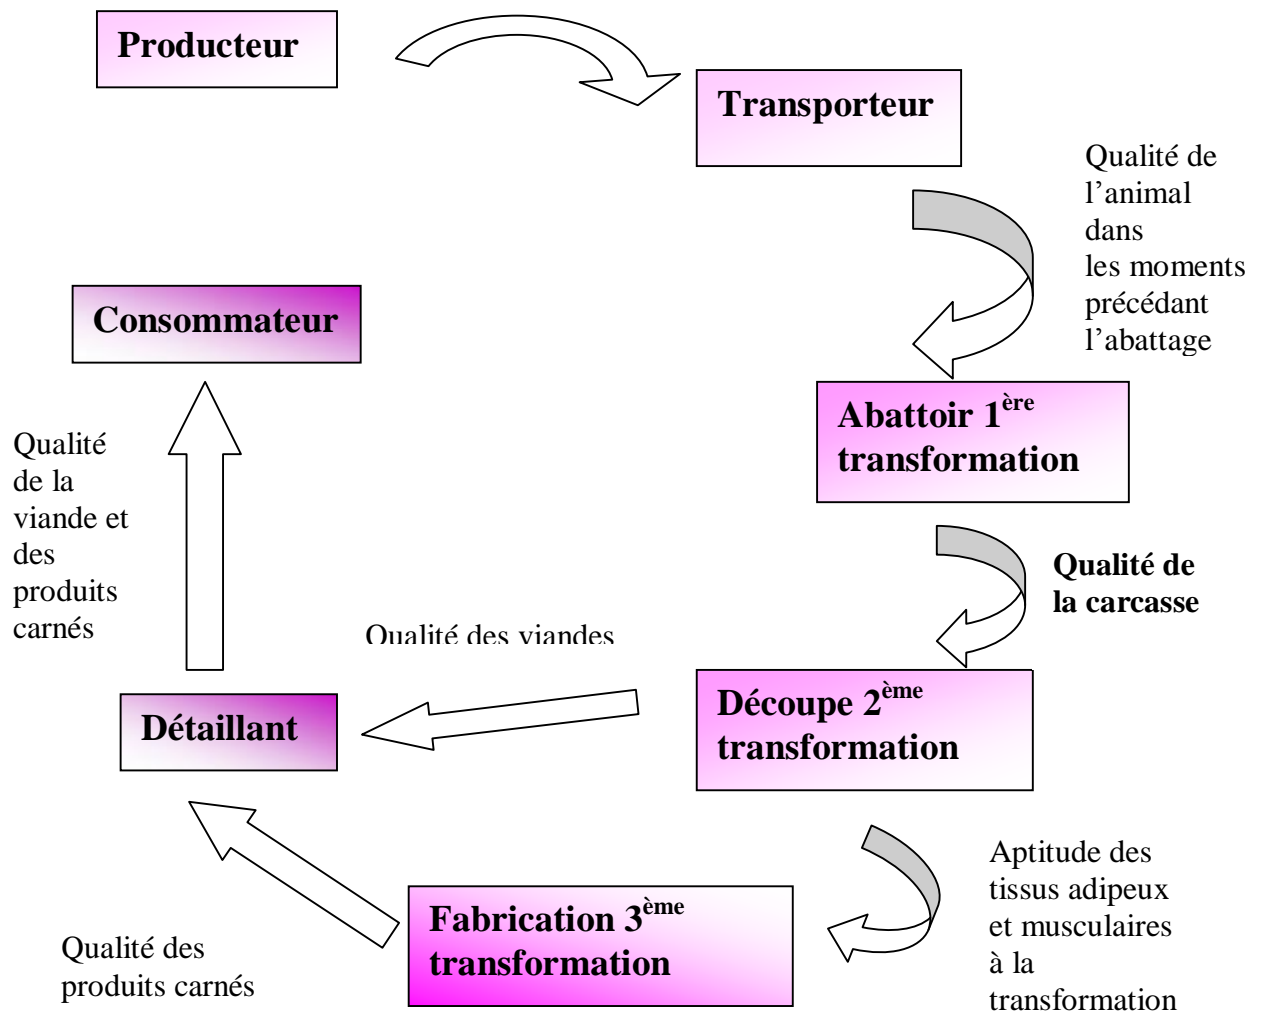 Producteur
Transporteur
Qualité de
l’animal
dans
les moments
précédant
l’abattage
Consommateur
Abattoir 1ère
transformation
Qualité
de la
viande et
des
produits
carnés
Qualité de
la carcasse
Qualité des viandes
Détaillant
Découpe 2ème
transformation
Aptitude des
tissus adipeux
et musculaires
à la
transformation
Fabrication 3ème
transformation
Qualité des
produits carnés